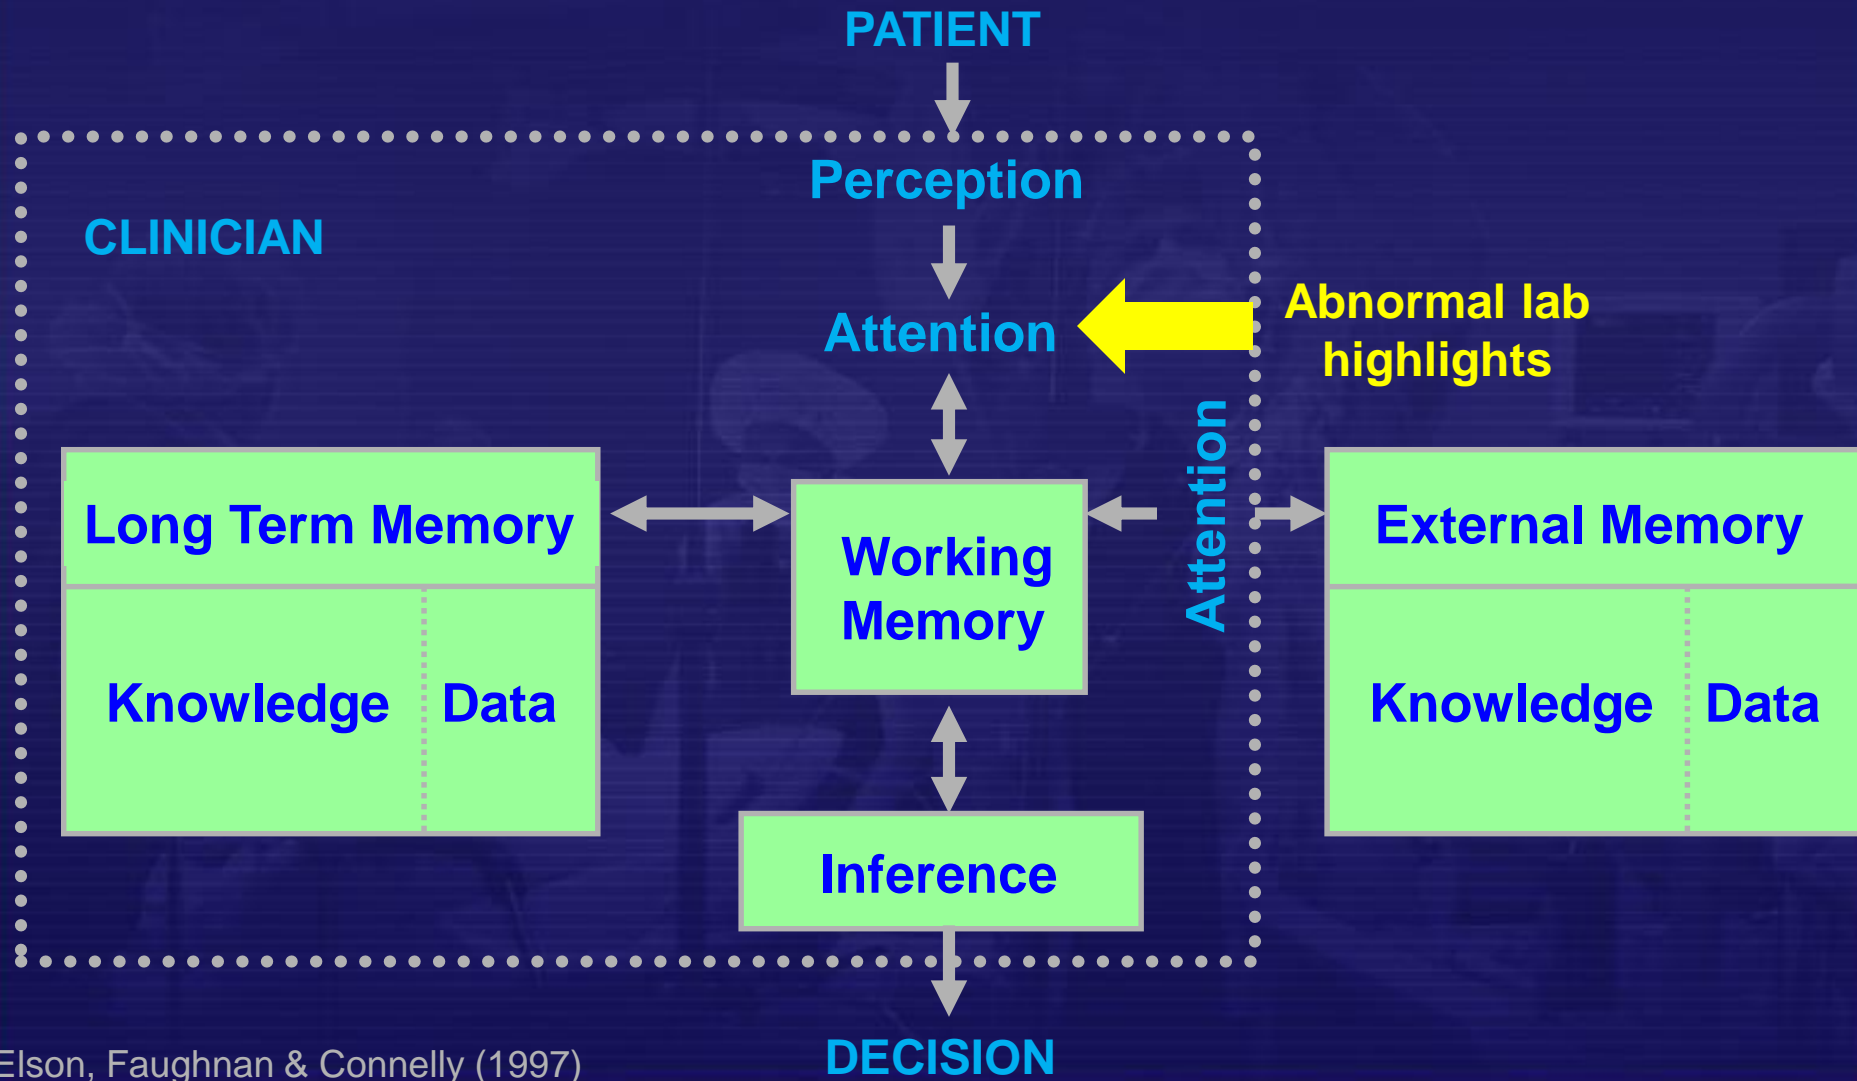 PATIENT
Perception
CLINICIAN
Attention
Abnormal lab
highlights
Attention
Long Term Memory
Knowledge
Data
Working
Memory
External Memory
Knowledge
Data
Inference
DECISION
Elson, Faughnan & Connelly (1997)